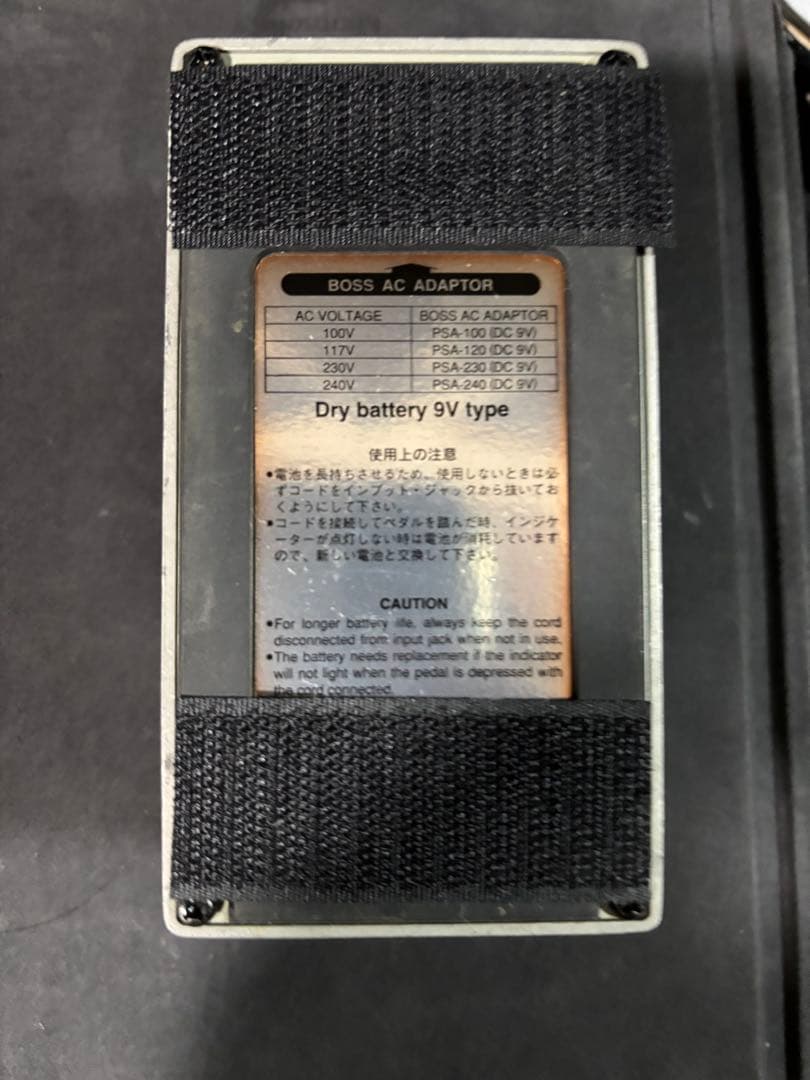 BOSS AC ADAPTOR
AC VOLTAGE BOSS AC ADAPTOR
100V PSA-100 (DC 9V)
117V PSA-120 (DC 9V)
230V PSA-230 (DC 9V)
240V PSA-240 (DC 9V)
Dry battery 9V type
使用上の注意
•電池を長持ちさせるため、使用しないときは必
ずコードをインプット・ジャックから抜いてお
くようにして下さい。
•コードを接続してペダルを踏んだ時、インジケ
ーターが点灯しない時は電池が消耗しています
ので、新しい電池と交換して下さい。
CAUTION
•For longer battery life, always keep the cord
disconnected from input jack when not in use.
•The battery needs replacement if the indicator
will not light when the pedal is depressed with
the cord connected.